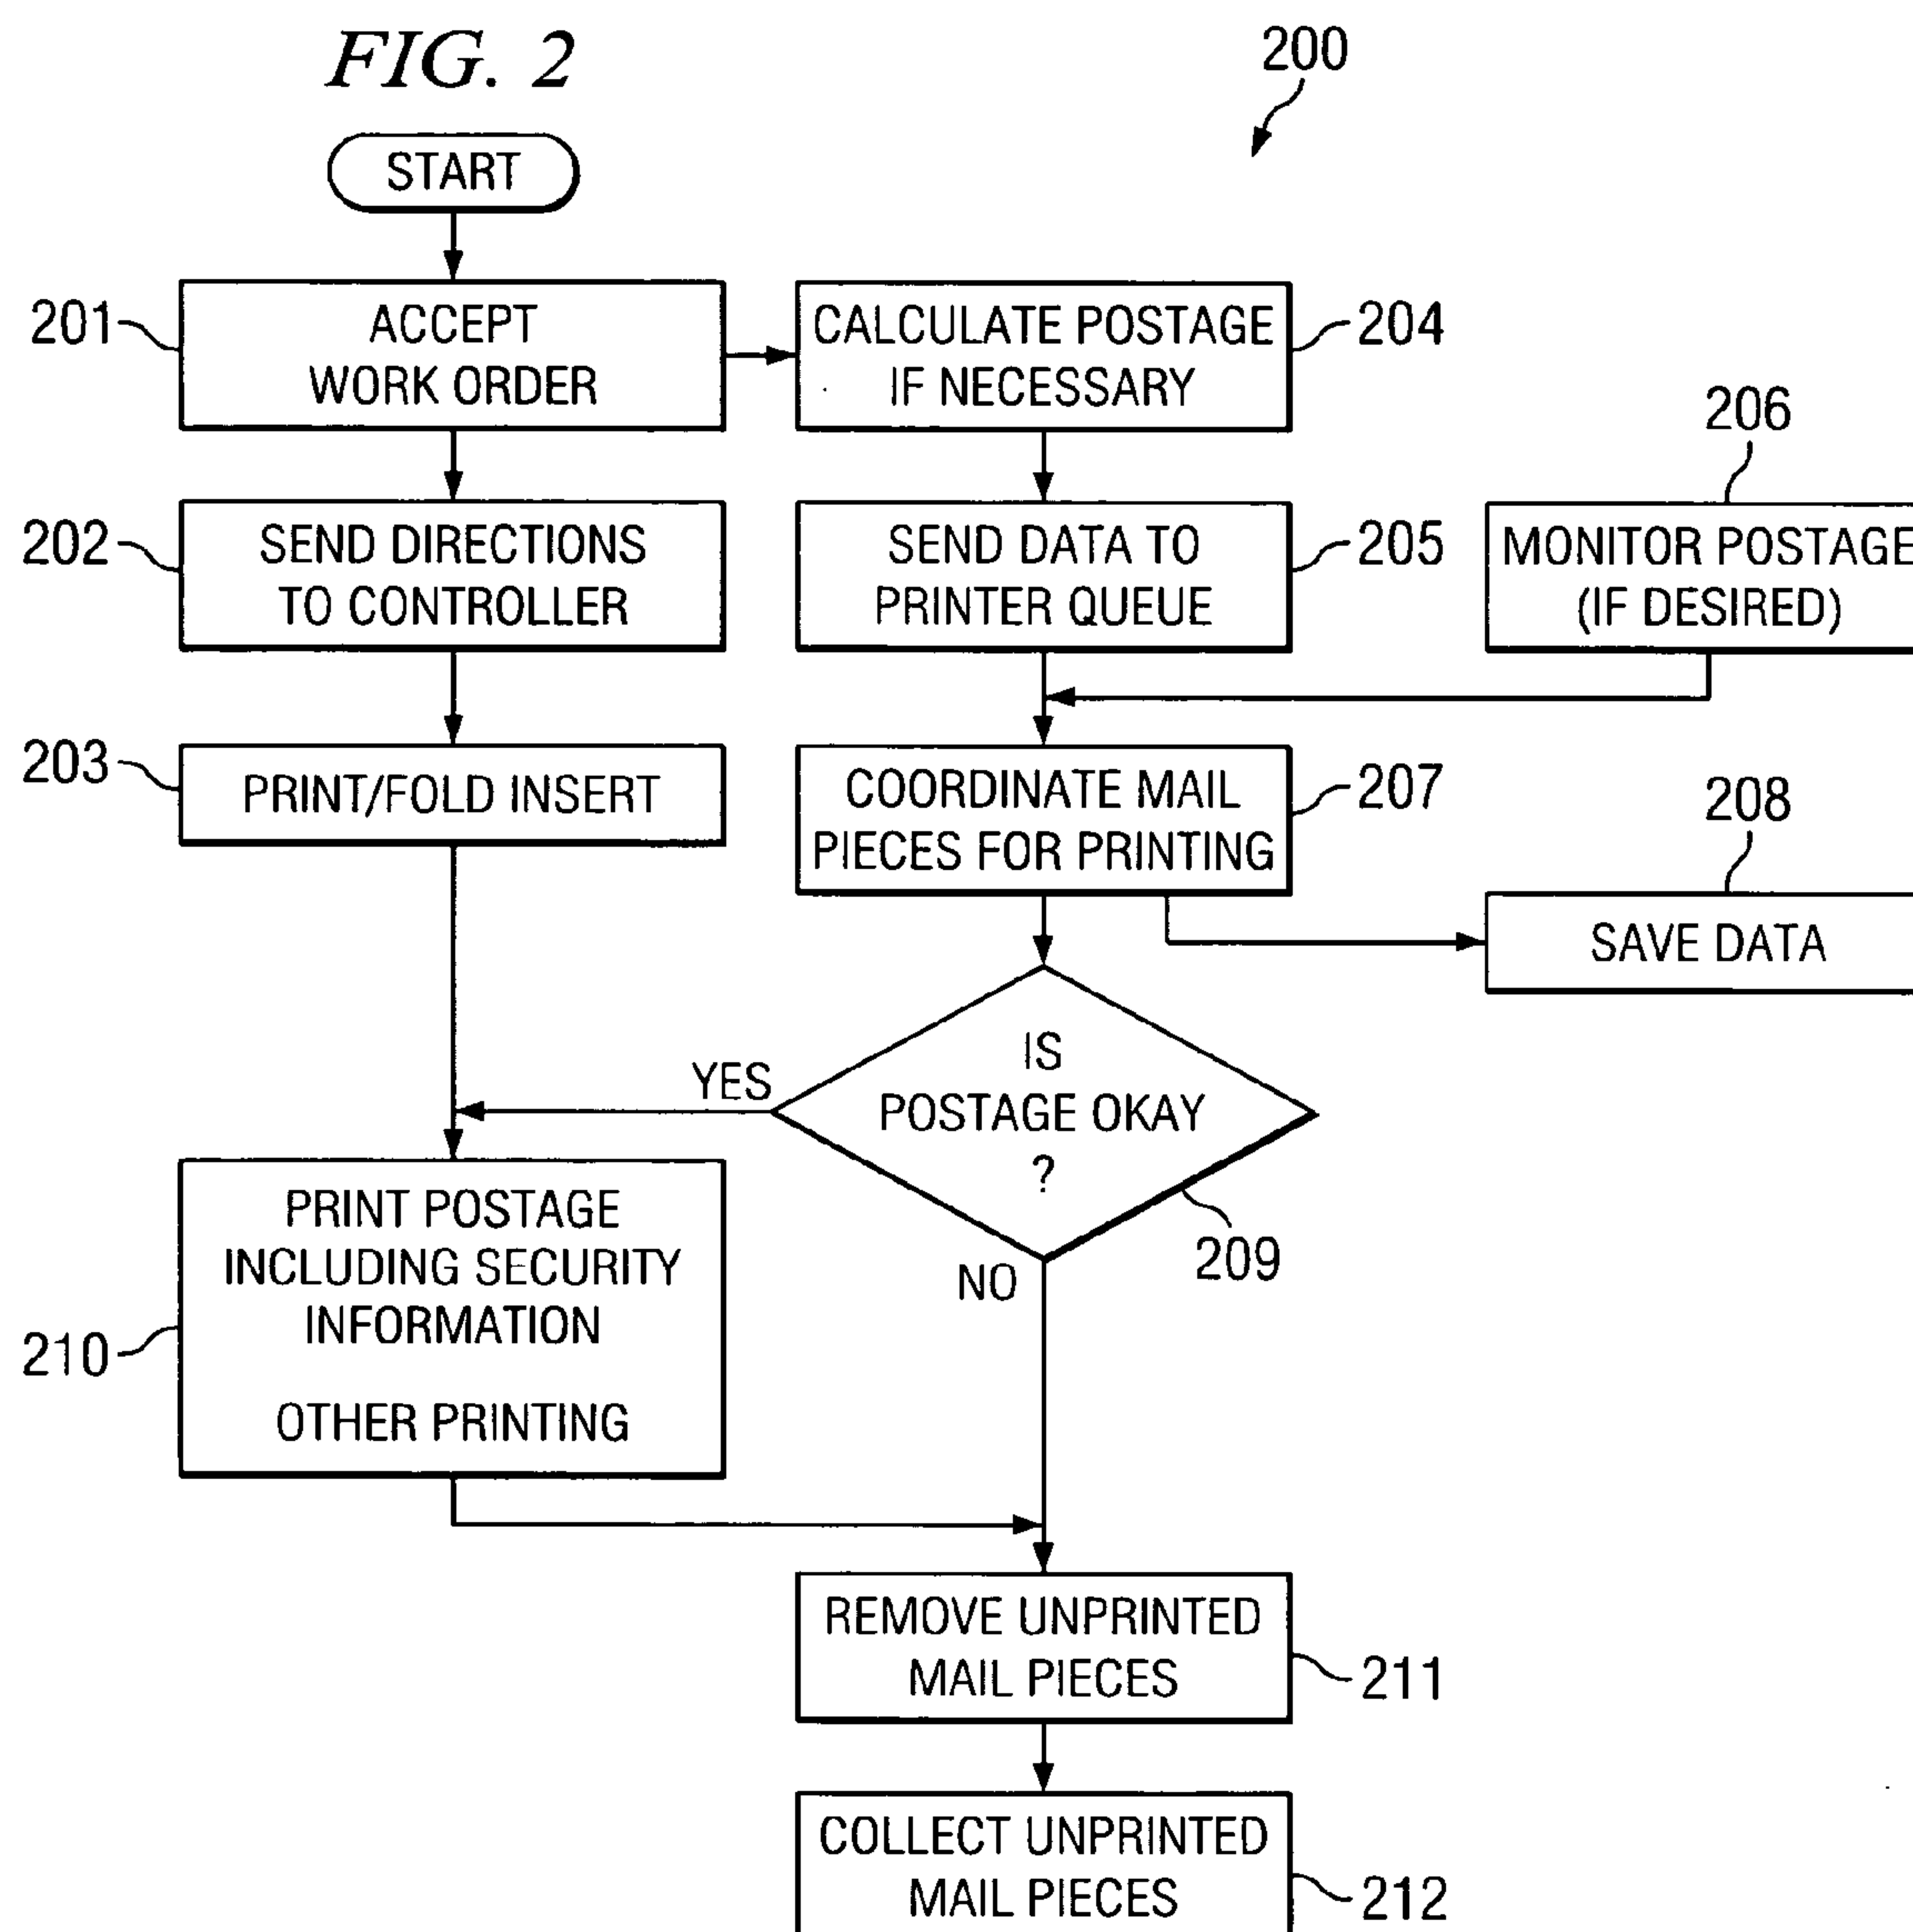 FIG. 2
200
START
201
ACCEPT
WORK ORDER
CALCULATE POSTAGE
IF NECESSARY
204
206
202
SEND DIRECTIONS
TO CONTROLLER
SEND DATA TO
PRINTER QUEUE
205
MONITOR POSTAGE
(IF DESIRED)
203
PRINT/FOLD INSERT
COORDINATE MAIL
PIECES FOR PRINTING
207
208
SAVE DATA
IS
POSTAGE OKAY
?
YES
NO
209
210
PRINT POSTAGE
INCLUDING SECURITY
INFORMATION
OTHER PRINTING
REMOVE UNPRINTED
MAIL PIECES
211
COLLECT UNPRINTED
MAIL PIECES
212